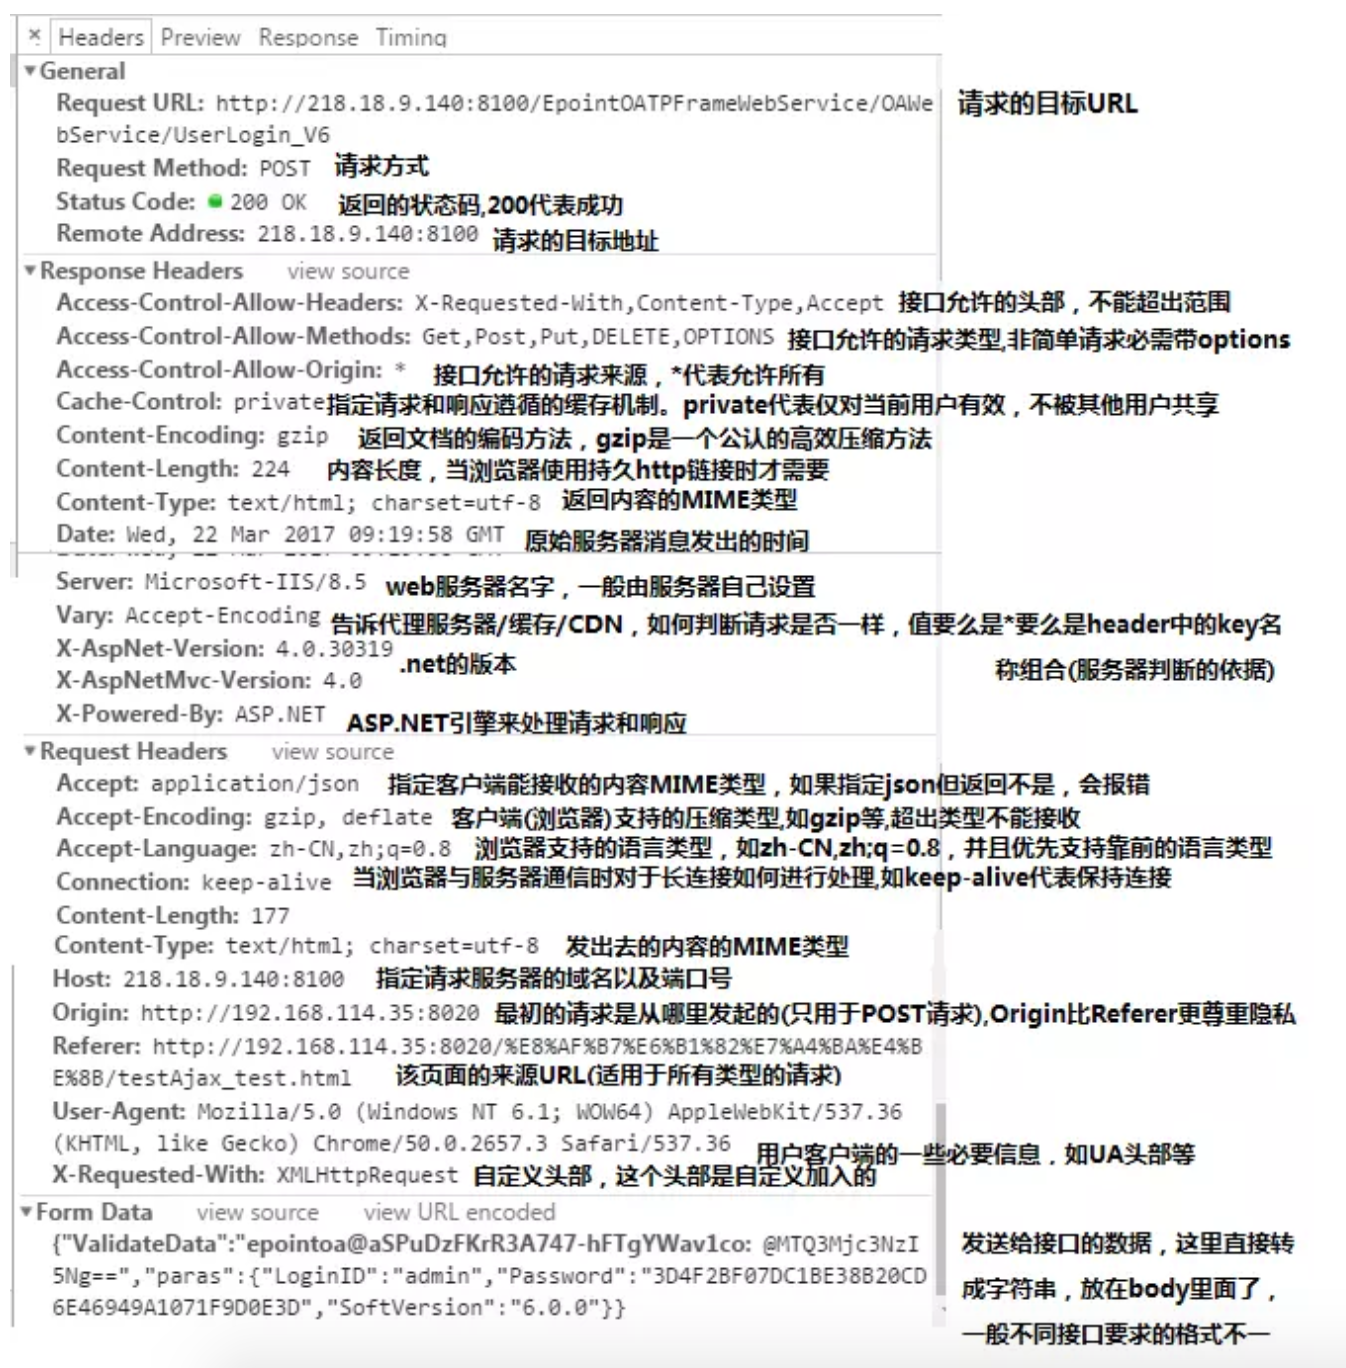 × Headers Preview Response Timing
▼General
Request URL: http://218.18.9.140:8100/EpointOATPFrameWebService/OAWe 请求的目标URL
bService/UserLogin_V6
Request Method: POST 请求方式
Status Code: 200 OK 返回的状态码,200代表成功
Remote Address: 218.18.9.140:8100 请求的目标地址
▼Response Headers view source
Access-Control-Allow-Headers: X-Requested-With,Content-Type,Accept 接口允许的头部，不能超出范围
Access-Control-Allow-Methods: Get,Post,Put,DELETE,OPTIONS 接口允许的请求类型,非简单请求必需带options
Access-Control-Allow-Origin: * 接口允许的请求来源，*代表允许所有
Cache-Control: private指定请求和响应遵循的缓存机制。private代表仅对当前用户有效，不被其他用户共享
Content-Encoding: gzip 返回文档的编码方法，gzip是一个公认的高效压缩方法
Content-Length: 224 内容长度，当浏览器使用持久http链接时才需要
Content-Type: text/html; charset=utf-8 返回内容的MIME类型
Date: Wed, 22 Mar 2017 09:19:58 GMT 原始服务器消息发出的时间
Server: Microsoft-IIS/8.5 web服务器名字，一般由服务器自己设置
Vary: Accept-Encoding 告诉代理服务器/缓存/CDN，如何判断请求是否一样，值要么是*要么是header中的key名
称组合(服务器判断的依据)
X-AspNet-Version: 4.0.30319 .net的版本
X-AspNetMvc-Version: 4.0
X-Powered-By: ASP.NET ASP.NET引擎来处理请求和响应
▼Request Headers view source
Accept: application/json 指定客户端能接收的内容MIME类型，如果指定json但返回不是，会报错
Accept-Encoding: gzip, deflate 客户端(浏览器)支持的压缩类型,如gzip等,超出类型不能接收
Accept-Language: zh-CN,zh;q=0.8 浏览器支持的语言类型，如zh-CN,zh;q=0.8，并且优先支持靠前的语言类型
Connection: keep-alive 当浏览器与服务器通信时对于长连接如何进行处理,如keep-alive代表保持连接
Content-Length: 177
Content-Type: text/html; charset=utf-8 发出去的内容的MIME类型
Host: 218.18.9.140:8100 指定请求服务器的域名以及端口号
Origin: http://192.168.114.35:8020 最初的请求是从哪里发起的(只用于POST请求),Origin比Referer更尊重隐私
Referer: http://192.168.114.35:8020/%E8%AF%B7%E6%B1%82%E7%A4%BA%E4%B
E%8B/testAjax_test.html 该页面的来源URL(适用于所有类型的请求)
User-Agent: Mozilla/5.0 (Windows NT 6.1; WOW64) AppleWebKit/537.36
(KHTML, like Gecko) Chrome/50.0.2657.3 Safari/537.36 用户客户端的一些必要信息，如UA头部等
X-Requested-With: XMLHttpRequest 自定义头部，这个头部是自定义加入的
▼Form Data view source view URL encoded
{"ValidateData":"epointoa@aSPuDzFKrR3A747-hFTgYWav1co: @MTQ3Mjc3NzI 发送给接口的数据，这里直接转
5Ng==","paras":{"LoginID":"admin","Password":"3D4F2BF07DC1BE38B20CD 成字符串，放在body里面了，
6E46949A1071F9D0E3D","SoftVersion":"6.0.0"}} 一般不同接口要求的格式不一